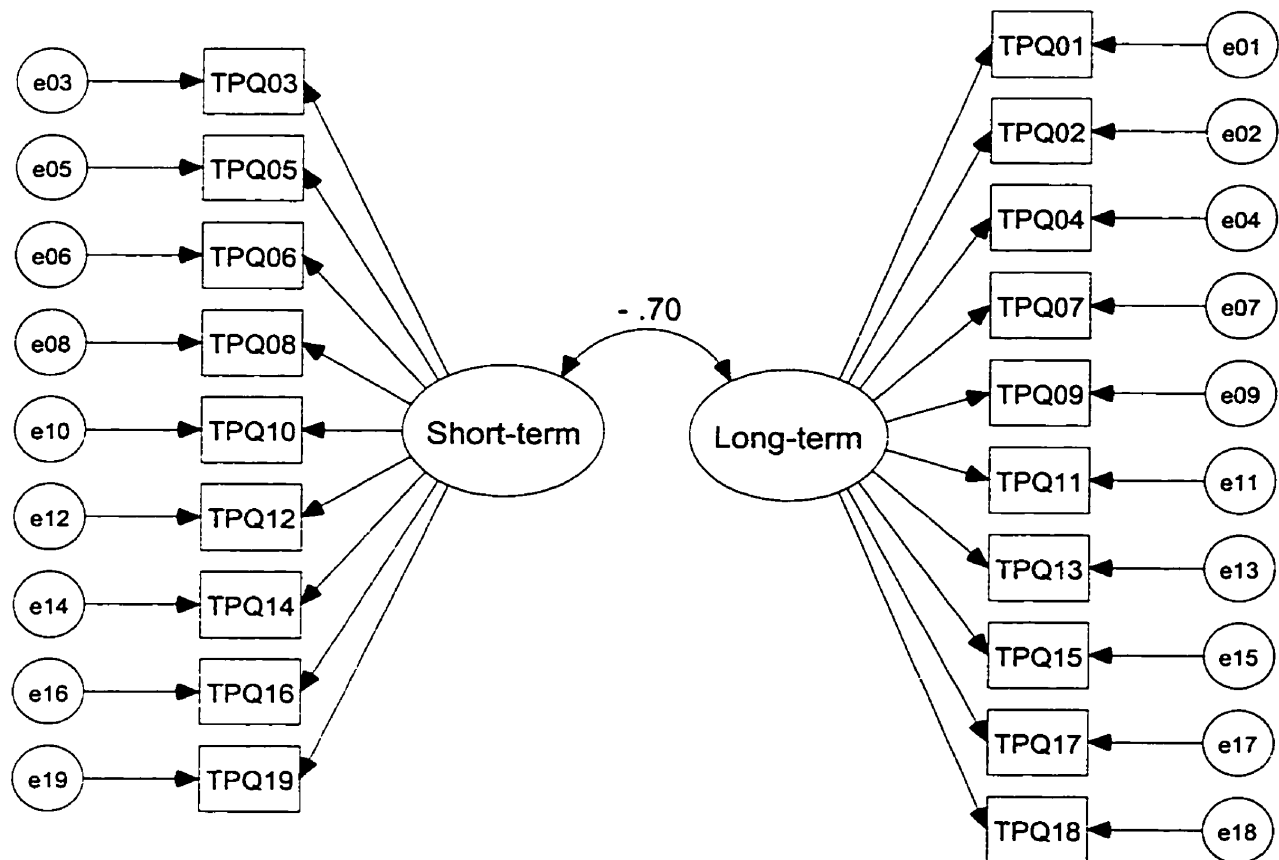 e03 TPQ03
e05 TPQ05
e06 TPQ06
e08 TPQ08
e10 TPQ10
e12 TPQ12
e14 TPQ14
e16 TPQ16
e19 TPQ19
Short-term
- .70
Long-term
TPQ01 e01
TPQ02 e02
TPQ04 e04
TPQ07 e07
TPQ09 e09
TPQ11 e11
TPQ13 e13
TPQ15 e15
TPQ17 e17
TPQ18 e18